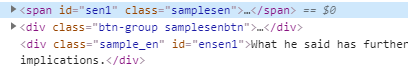 ▶<span id="sen1" class="samplesen">…</span> == $0
▶<div class="btn-group samplesenbtn">…</div>
<div class="sample_en" id="ensen1">What he said has further
implications.</div>